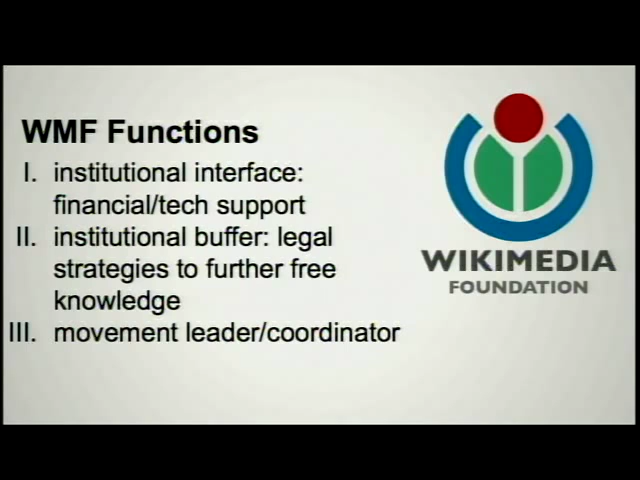 WMF Functions
I. institutional interface:
financial/tech support
II. institutional buffer: legal
strategies to further free
knowledge
III. movement leader/coordinator
WIKIMEDIA
FOUNDATION